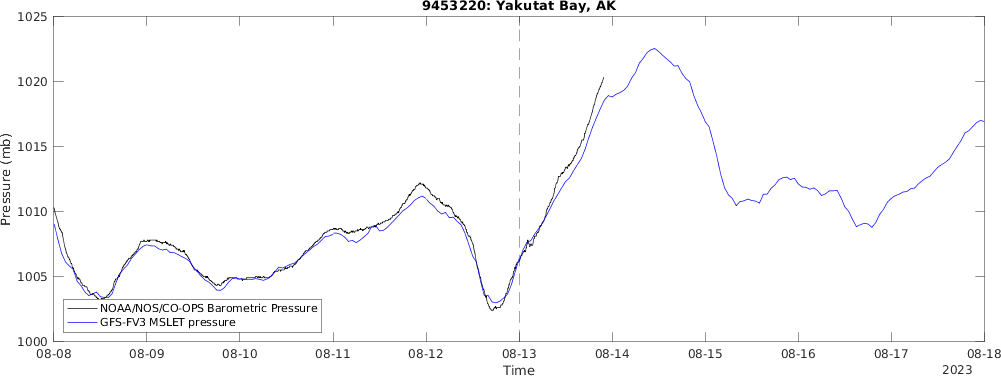 9453220: Yakutat Bay, AK
1025
1020
1015
1010
1005
1000
Pressure (mb)
NOAA/NOS/CO-OPS Barometric Pressure
GFS-FV3 MSLET pressure
08-08 08-09 08-10 08-11 08-12 08-13 08-14 08-15 08-16 08-17 08-18
Time
2023